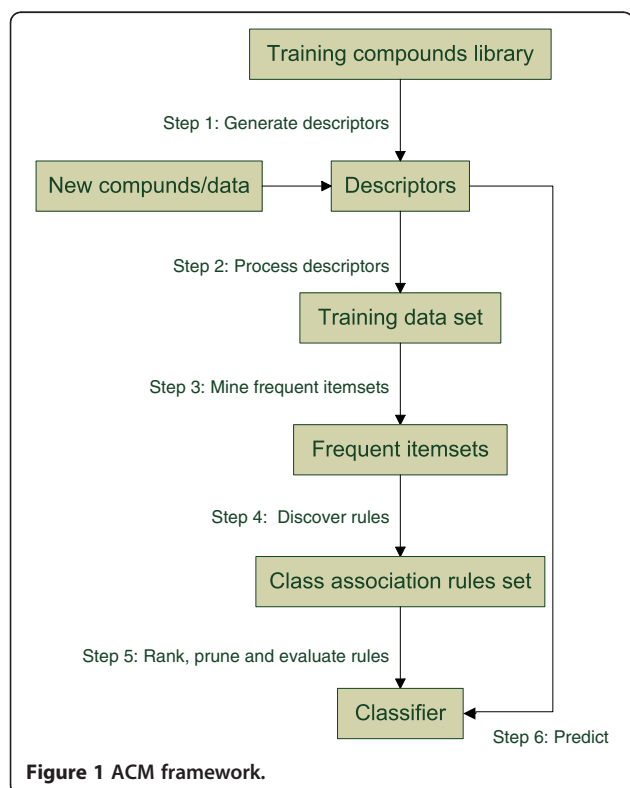 Training compounds library
Step 1: Generate descriptors
New compunds/data
Descriptors
Step 2: Process descriptors
Training data set
Step 3: Mine frequent itemsets
Frequent itemsets
Step 4: Discover rules
Class association rules set
Step 5: Rank, prune and evaluate rules
Classifier
Step 6: Predict
Figure 1 ACM framework.